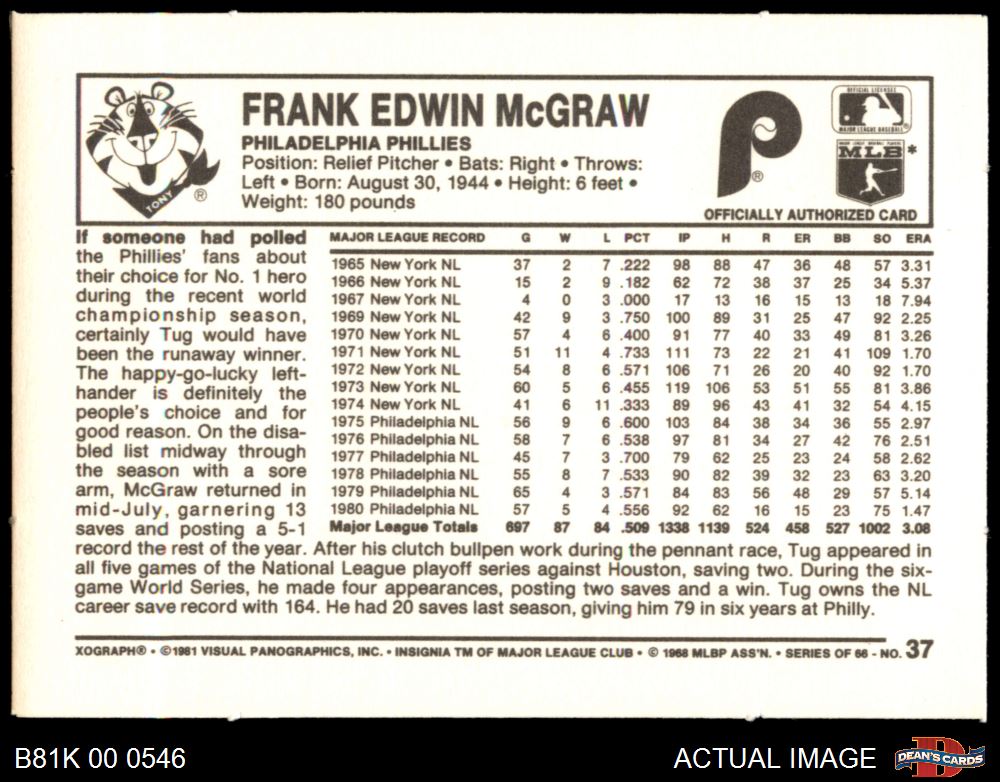 FRANK EDWIN McGRAW
PHILADELPHIA PHILLIES
Position: Relief Pitcher • Bats: Right • Throws:
Left • Born: August 30, 1944 • Height: 6 feet •
Weight: 180 pounds
TONY
®
P
®
OFFICIAL LICENSEE
MAJOR LEAGUE BASEBALL
®
MAJOR LEAGUE BASEBALL PLAYERS
MLB*
OFFICIALLY AUTHORIZED CARD
If someone had polled
the Phillies' fans about
their choice for No. 1 hero
during the recent world
championship season,
certainly Tug would have
been the runaway winner.
The happy-go-lucky left-
hander is definitely the
people's choice and for
good reason. On the disa-
bled list midway through
the season with a sore
arm, McGraw returned in
mid-July, garnering 13
saves and posting a 5-1
record the rest of the year. After his clutch bullpen work during the pennant race, Tug appeared in
all five games of the National League playoff series against Houston, saving two. During the six-
game World Series, he made four appearances, posting two saves and a win. Tug owns the NL
career save record with 164. He had 20 saves last season, giving him 79 in six years at Philly.
MAJOR LEAGUE RECORD G W L PCT IP H R ER BB SO ERA
1965 New York NL 37 2 7 .222 98 88 47 36 48 57 3.31
1966 New York NL 15 2 9 .182 62 72 38 37 25 34 5.37
1967 New York NL 4 0 3 .000 17 13 16 15 13 18 7.94
1969 New York NL 42 9 3 .750 100 89 31 25 47 92 2.25
1970 New York NL 57 4 6 .400 91 77 40 33 49 81 3.26
1971 New York NL 51 11 4 .733 111 73 22 21 41 109 1.70
1972 New York NL 54 8 6 .571 106 71 26 20 40 92 1.70
1973 New York NL 60 5 6 .455 119 106 53 51 55 81 3.86
1974 New York NL 41 6 11 .333 89 96 43 41 32 54 4.15
1975 Philadelphia NL 56 9 6 .600 103 84 38 34 36 55 2.97
1976 Philadelphia NL 58 7 6 .538 97 81 34 27 42 76 2.51
1977 Philadelphia NL 45 7 3 .700 79 62 25 23 24 58 2.62
1978 Philadelphia NL 55 8 7 .533 90 82 39 32 23 63 3.20
1979 Philadelphia NL 65 4 3 .571 84 83 56 48 29 57 5.14
1980 Philadelphia NL 57 5 4 .556 92 62 16 15 23 75 1.47
Major League Totals 697 87 84 .509 1338 1139 524 458 527 1002 3.08
XOGRAPH® • ©1981 VISUAL PANOGRAPHICS, INC. • INSIGNIA TM OF MAJOR LEAGUE CLUB • © 1968 MLBP ASS'N. • SERIES OF 66 - NO. 37
B81K 00 0546
ACTUAL IMAGE
D
DEAN'S CARDS